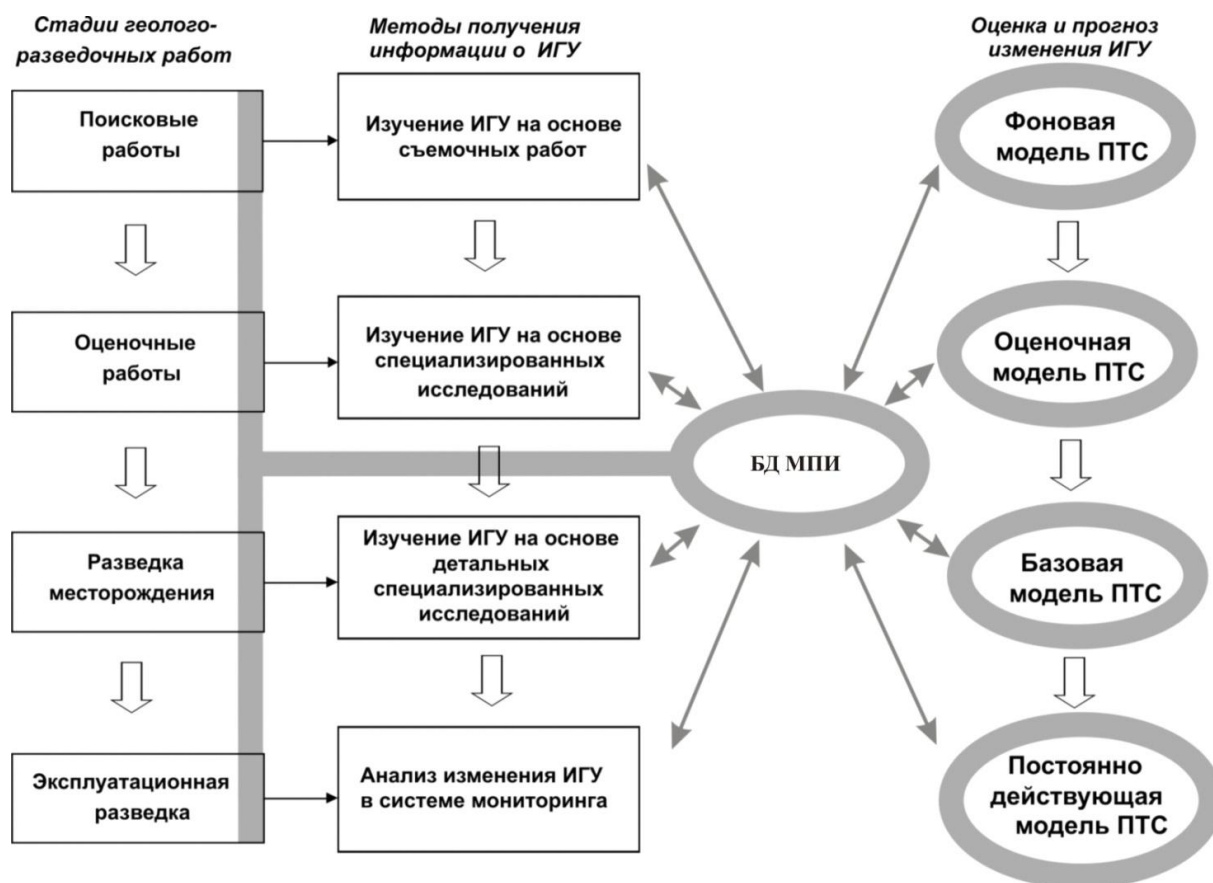 Стадии геолого-
разведочных работ
Методы получения
информации о ИГУ
Оценка и прогноз
изменения ИГУ
Поисковые
работы
Изучение ИГУ на основе
съемочных работ
Фоновая
модель ПТС
Оценочные
работы
Изучение ИГУ на основе
специализированных
исследований
Оценочная
модель ПТС
БД МПИ
Разведка
месторождения
Изучение ИГУ на основе
детальных
специализированных
исследований
Базовая
модель ПТС
Эксплуатационная
разведка
Анализ изменения ИГУ
в системе мониторинга
Постоянно
действующая
модель ПТС